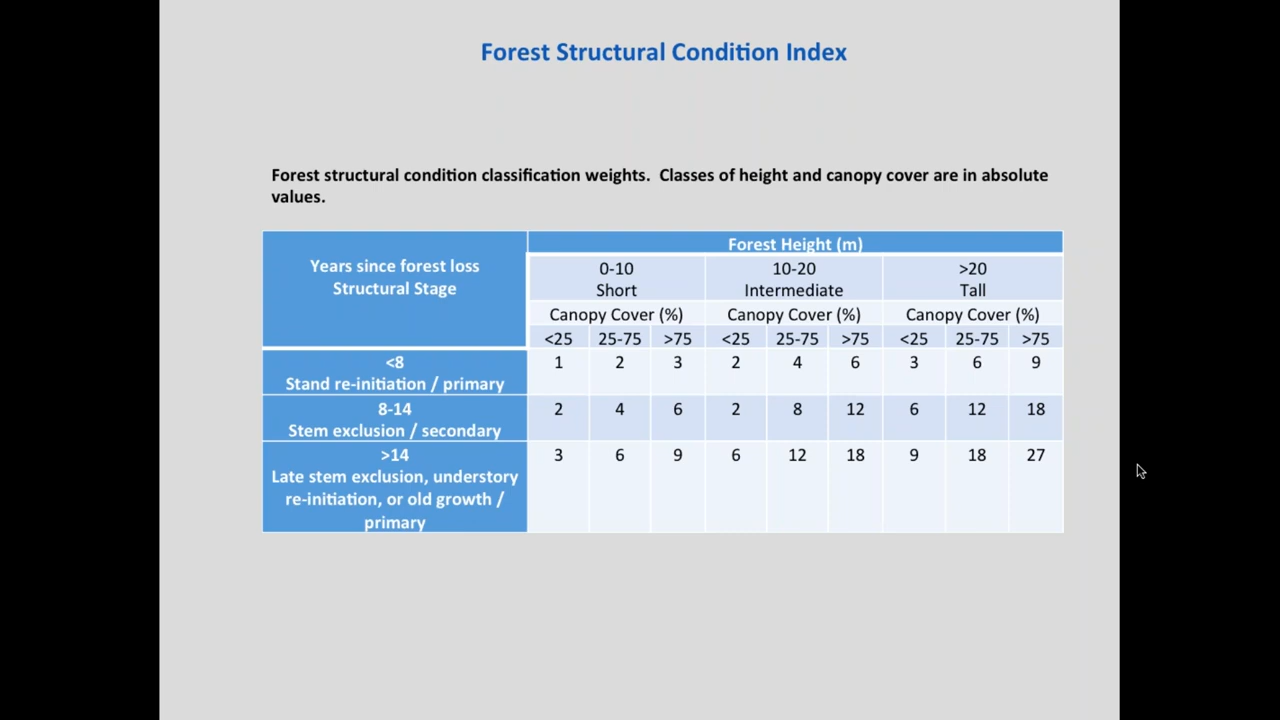 Forest Structural Condition Index
Forest structural condition classification weights.  Classes of height and canopy cover are in absolute
values.
Years since forest loss
Structural Stage
Forest Height (m)
0-10 10-20 >20
Short Intermediate Tall
Canopy Cover (%) Canopy Cover (%) Canopy Cover (%)
<25 25-75 >75 <25 25-75 >75 <25 25-75 >75
<8 1 2 3 2 4 6 3 6 9
Stand re-initiation / primary
8-14 2 4 6 2 8 12 6 12 18
Stem exclusion / secondary
>14 3 6 9 6 12 18 9 18 27
Late stem exclusion, understory
re-initiation, or old growth /
primary